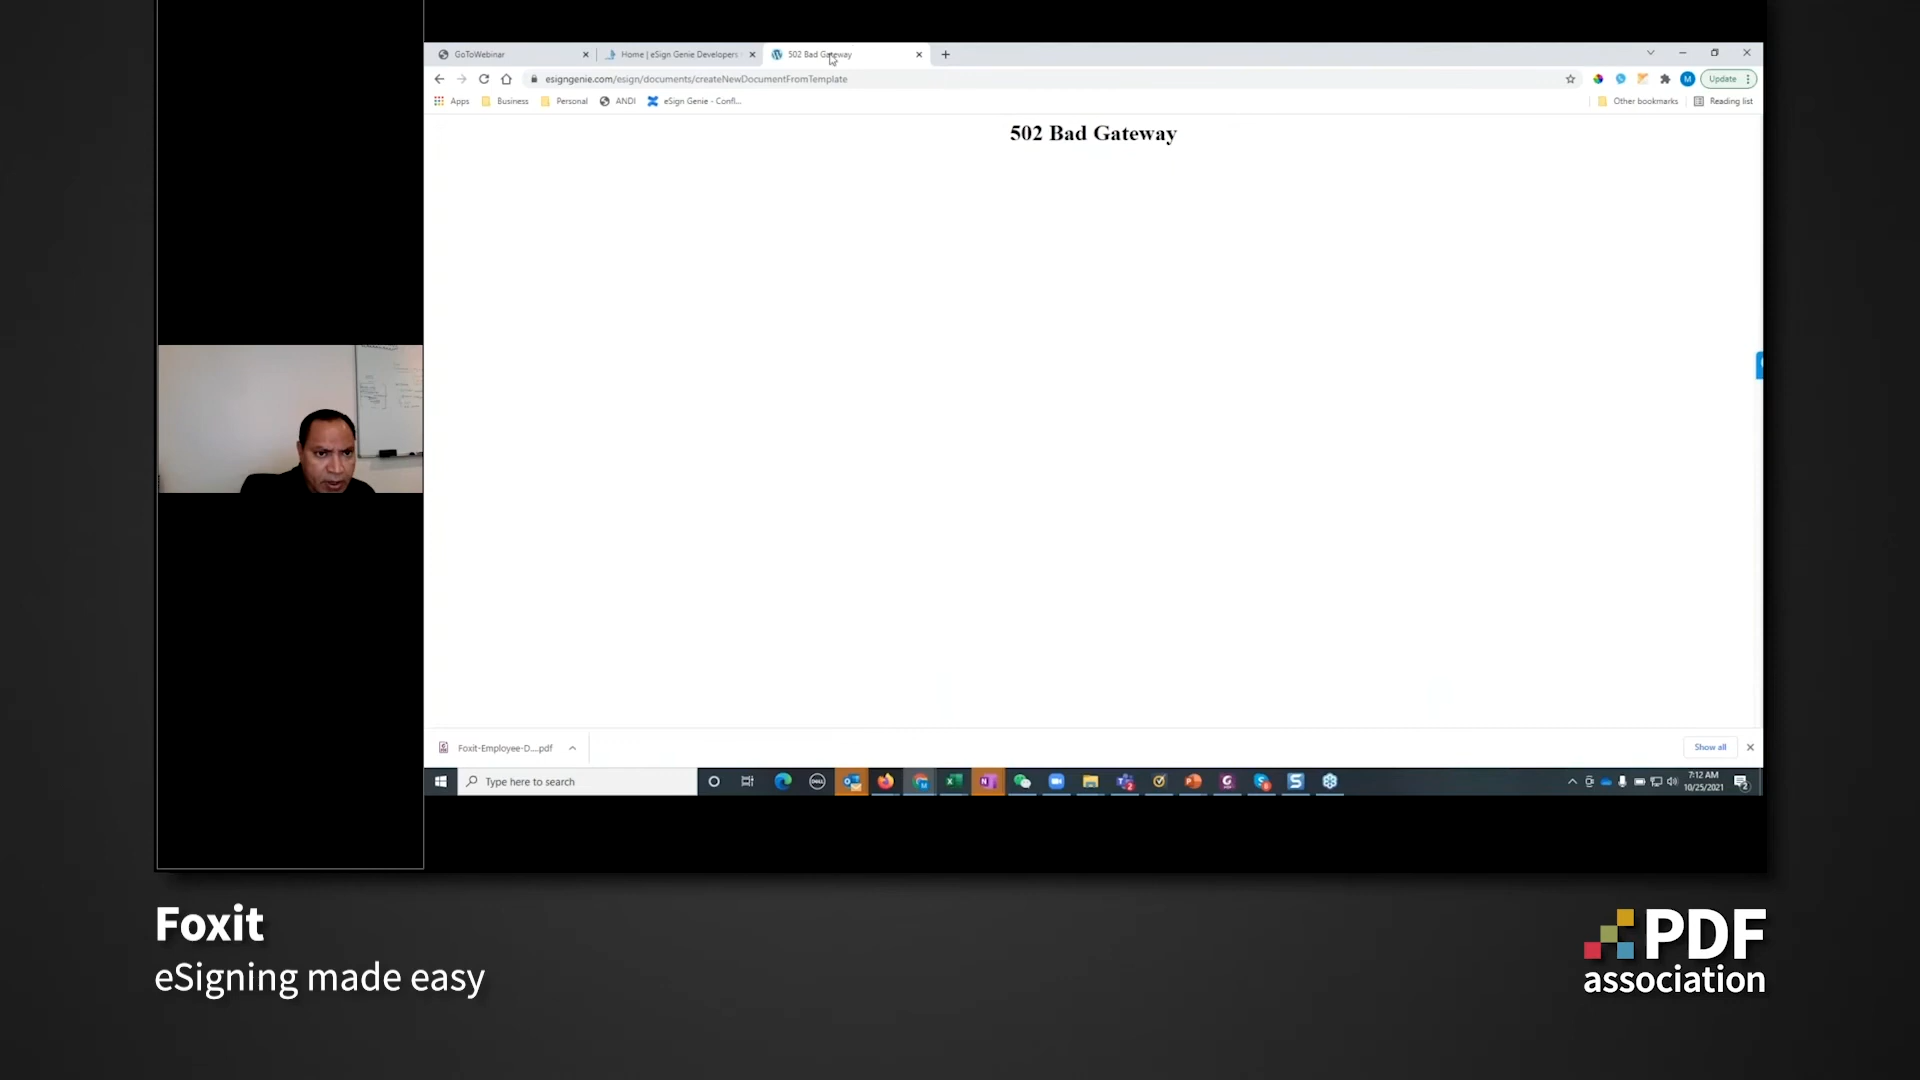 GoToWebinar
Home | eSign Genie Developers
502 Bad Gateway
esigngenie.com/esign/documents/createNewDocumentFromTemplate
M
Update
Apps
Business
Personal
ANDI
eSign Genie - Confl...
Other bookmarks
Reading list
502 Bad Gateway
Foxit-Employee-D....pdf
Show all
Type here to search
7:12 AM
10/25/2021
Foxit
eSigning made easy
PDF
association